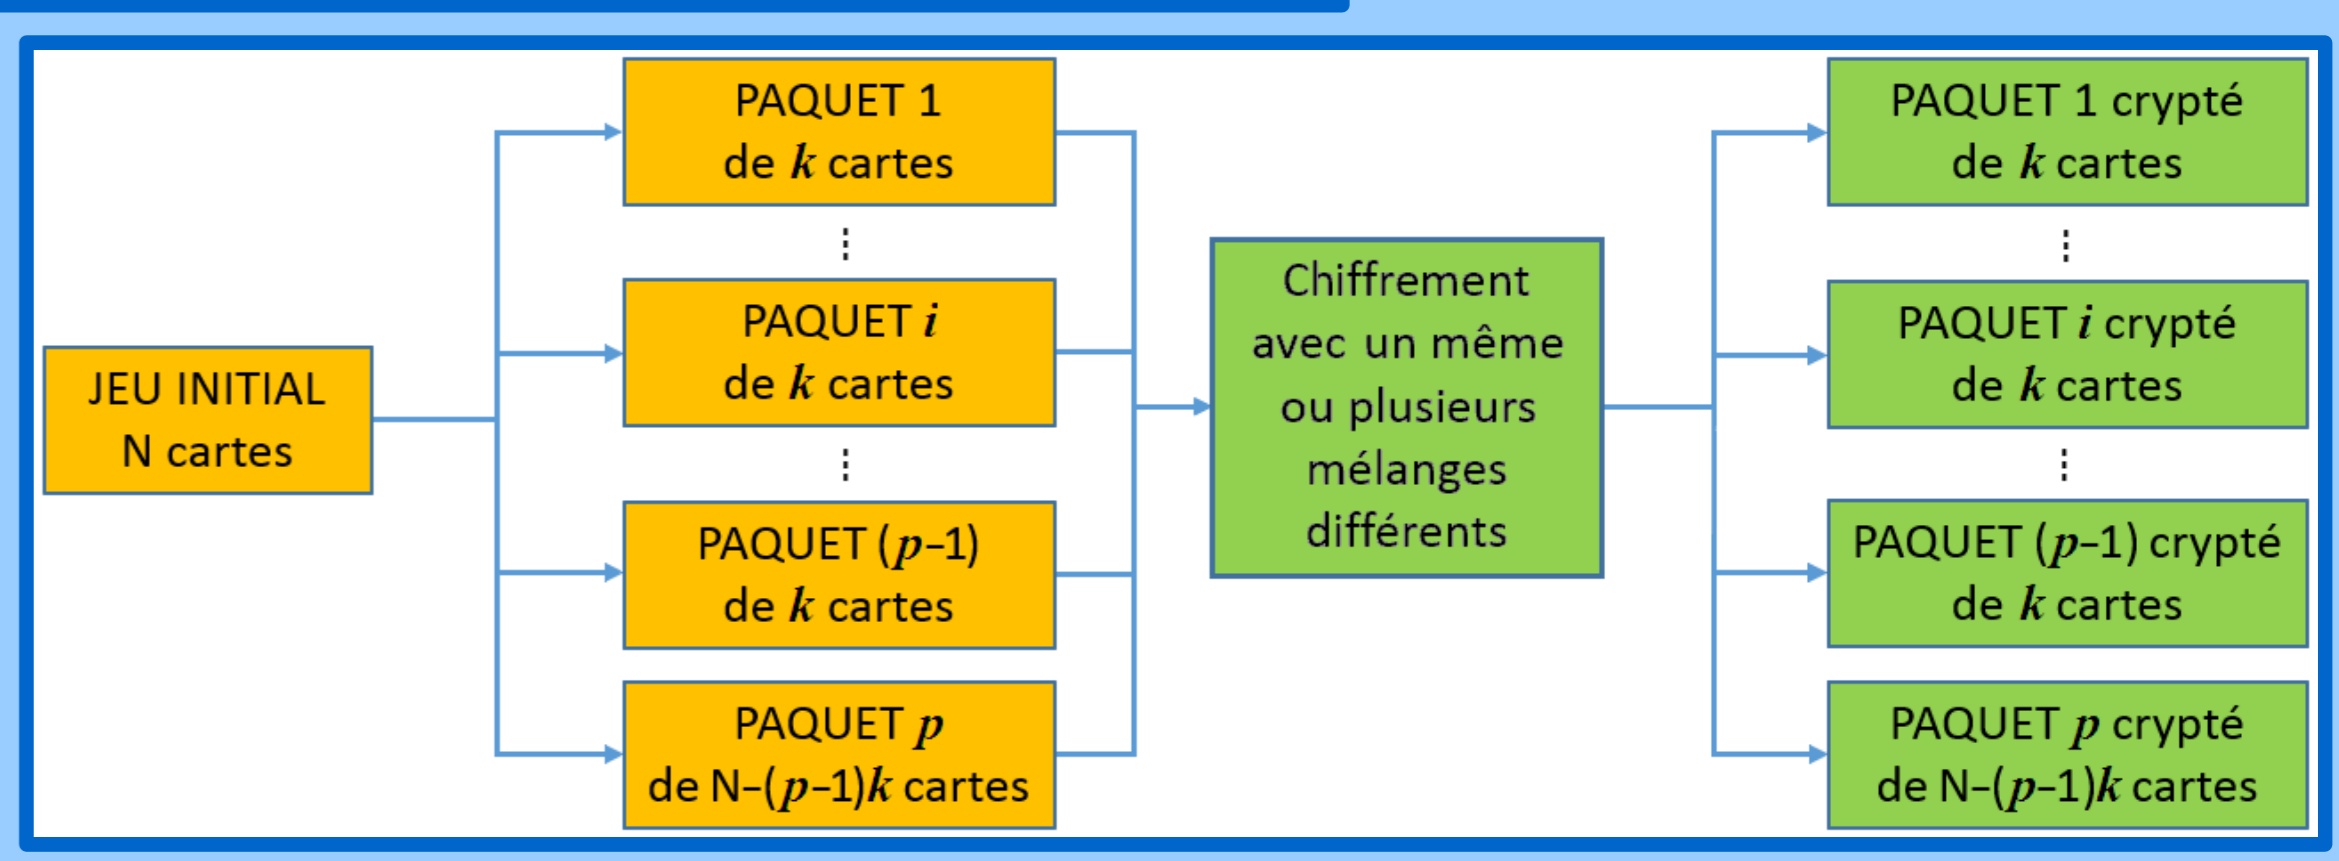 JEU INITIAL
N cartes
PAQUET 1
de k cartes
PAQUET i
de k cartes
PAQUET (p-1)
de k cartes
PAQUET p
de N-(p-1)k cartes
Chiffrement
avec un même
ou plusieurs
mélanges
différents
PAQUET 1 crypté
de k cartes
PAQUET i crypté
de k cartes
PAQUET (p-1) crypté
de k cartes
PAQUET p crypté
de N-(p-1)k cartes